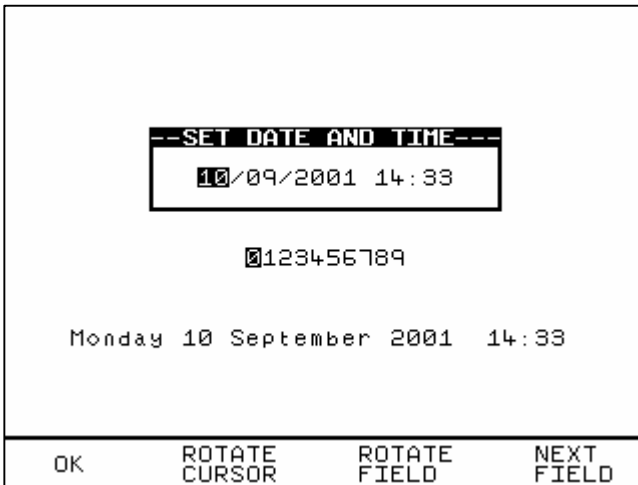 --SET DATE AND TIME---
10/09/2001 14:33
0123456789
Monday 10 September 2001 14:33
OK ROTATE CURSOR ROTATE FIELD NEXT FIELD